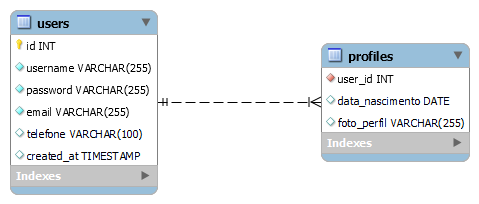 users
id INT
username VARCHAR(255)
password VARCHAR(255)
email VARCHAR(255)
telefone VARCHAR(100)
created_at TIMESTAMP
Indexes
profiles
user_id INT
data_nascimento DATE
foto_perfil VARCHAR(255)
Indexes